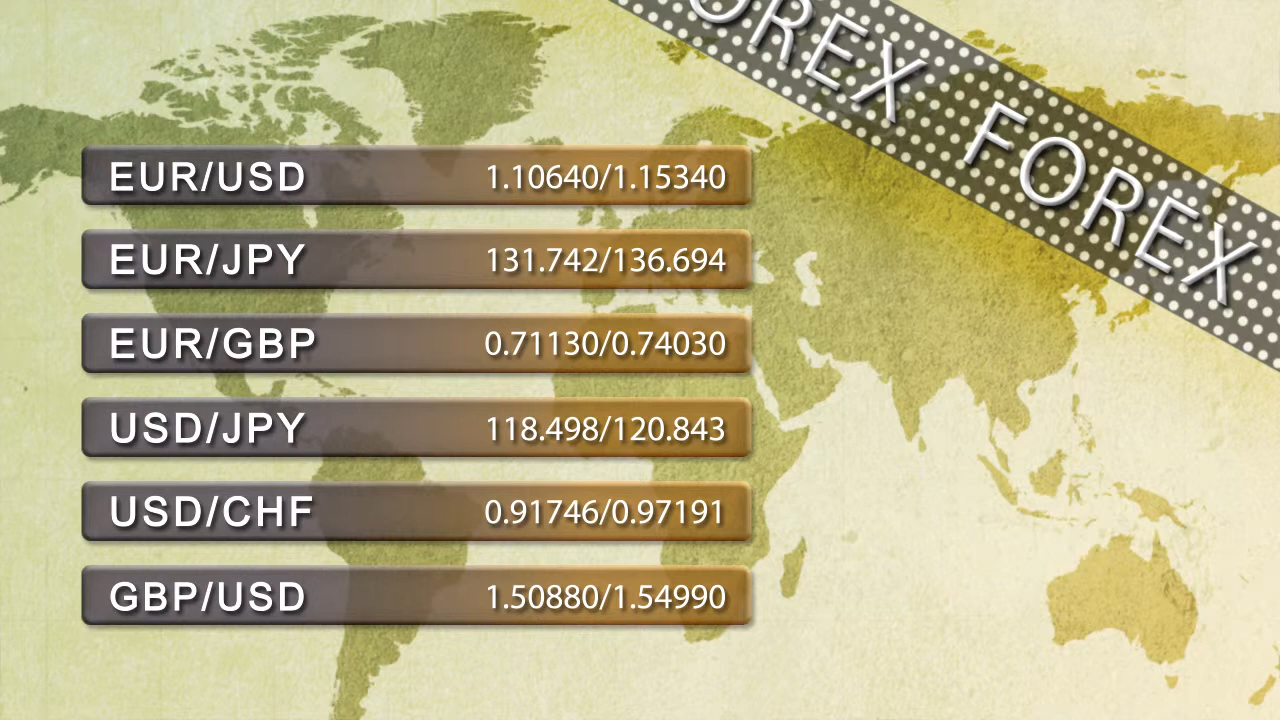 OREX FOREX
EUR/USD 1.10640/1.15340
EUR/JPY 131.742/136.694
EUR/GBP 0.71130/0.74030
USD/JPY 118.498/120.843
USD/CHF 0.91746/0.97191
GBP/USD 1.50880/1.54990